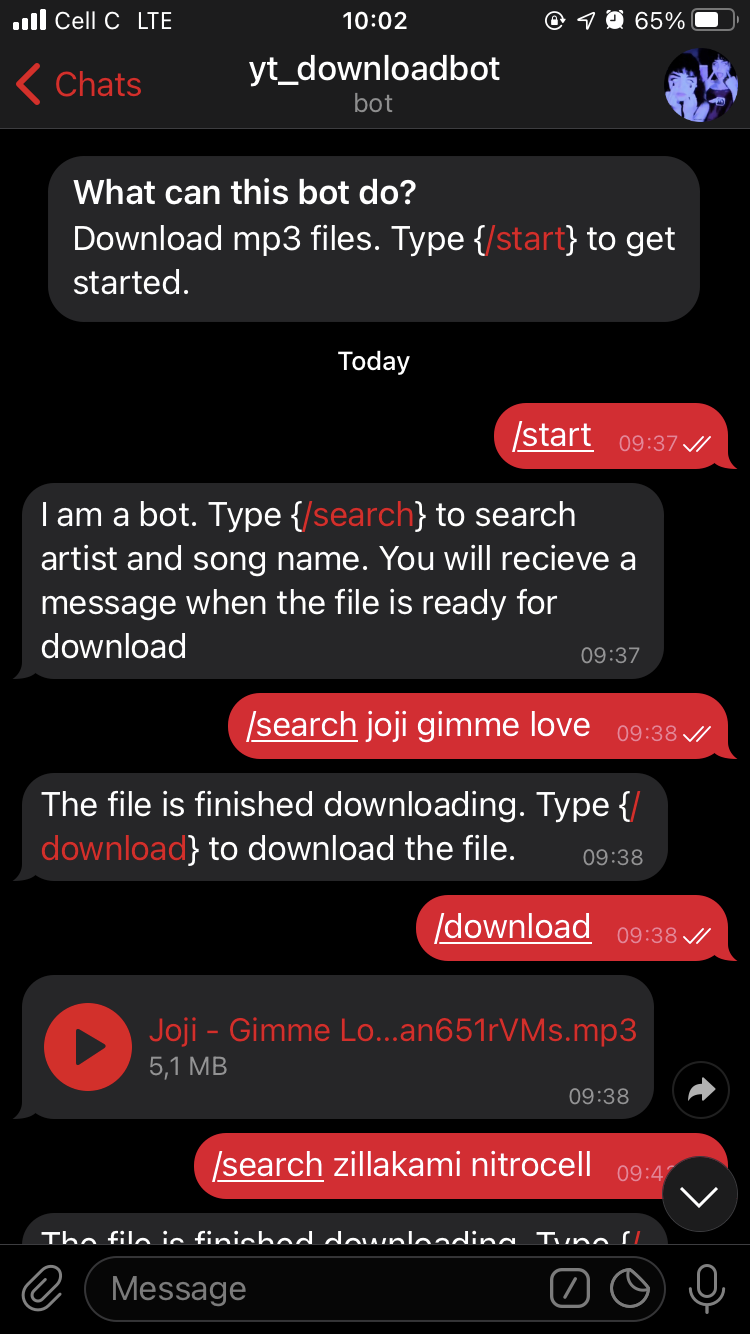 Cell C LTE 10:02 65%
Chats yt_downloadbot
bot
What can this bot do?
Download mp3 files. Type {/start} to get
started.
Today
/start 09:37
I am a bot. Type {/search} to search
artist and song name. You will recieve a
message when the file is ready for
download 09:37
/search joji gimme love 09:38
The file is finished downloading. Type {/
download} to download the file. 09:38
/download 09:38
Joji - Gimme Lo...an651rVMs.mp3
5,1 MB
09:38
/search zillakami nitrocell
The file is finished downloading. Type {/
Message